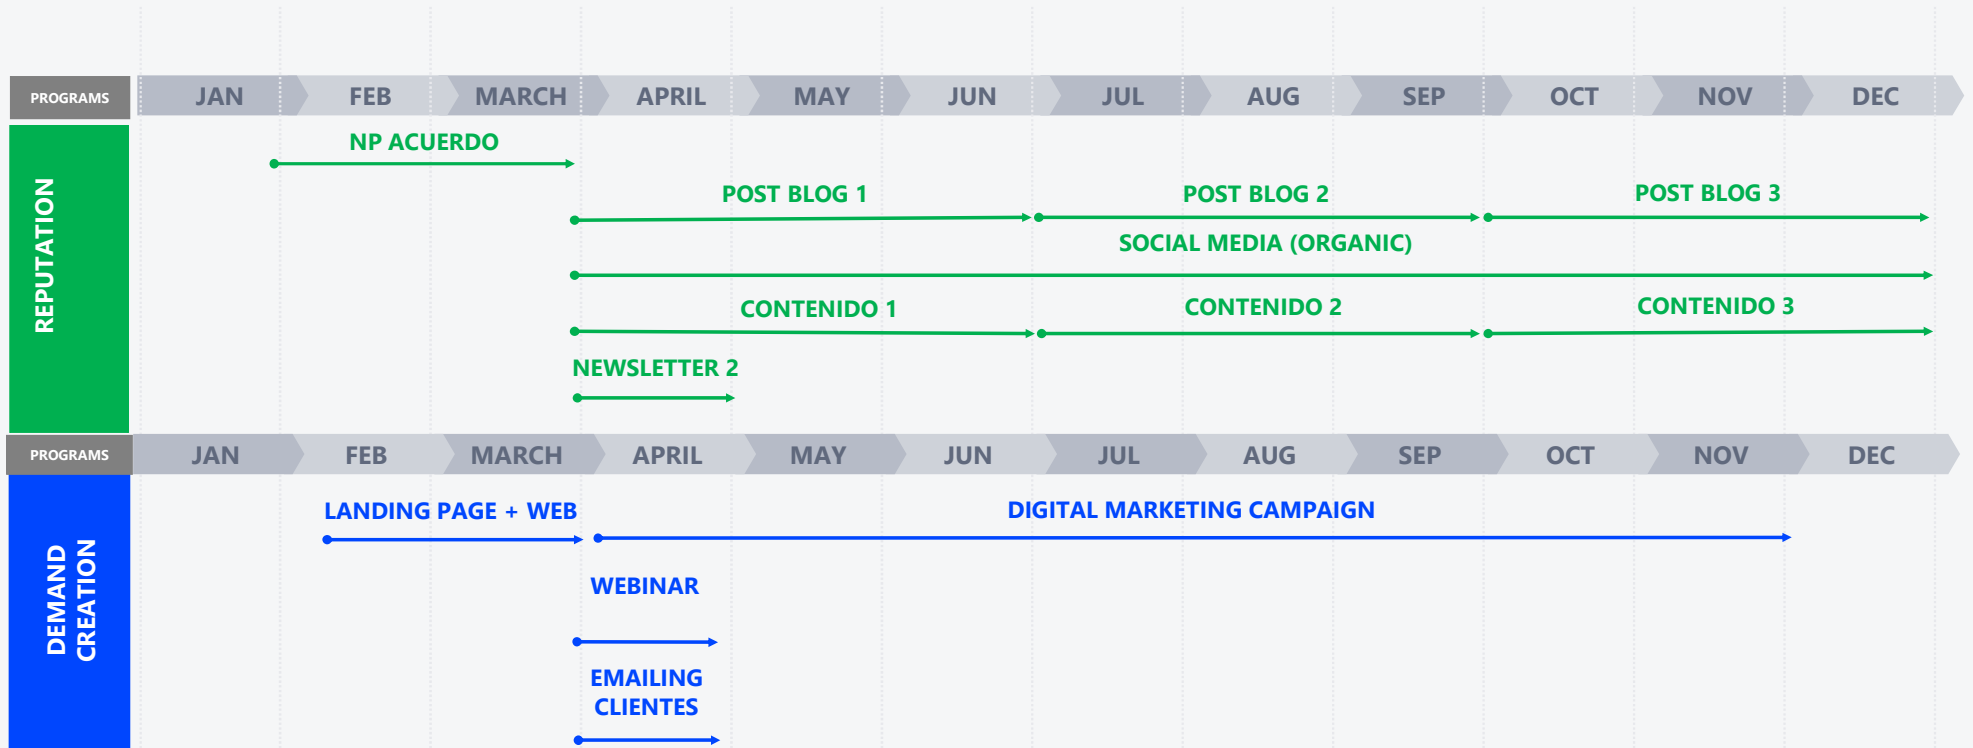 PROGRAMS JAN FEB MARCH APRIL MAY JUN JUL AUG SEP OCT NOV DEC
REPUTATION
NP ACUERDO
POST BLOG 1 POST BLOG 2 POST BLOG 3
SOCIAL MEDIA (ORGANIC)
CONTENIDO 1 CONTENIDO 2 CONTENIDO 3
NEWSLETTER 2
PROGRAMS JAN FEB MARCH APRIL MAY JUN JUL AUG SEP OCT NOV DEC
DEMAND
CREATION
LANDING PAGE + WEB DIGITAL MARKETING CAMPAIGN
WEBINAR
EMAILING
CLIENTES